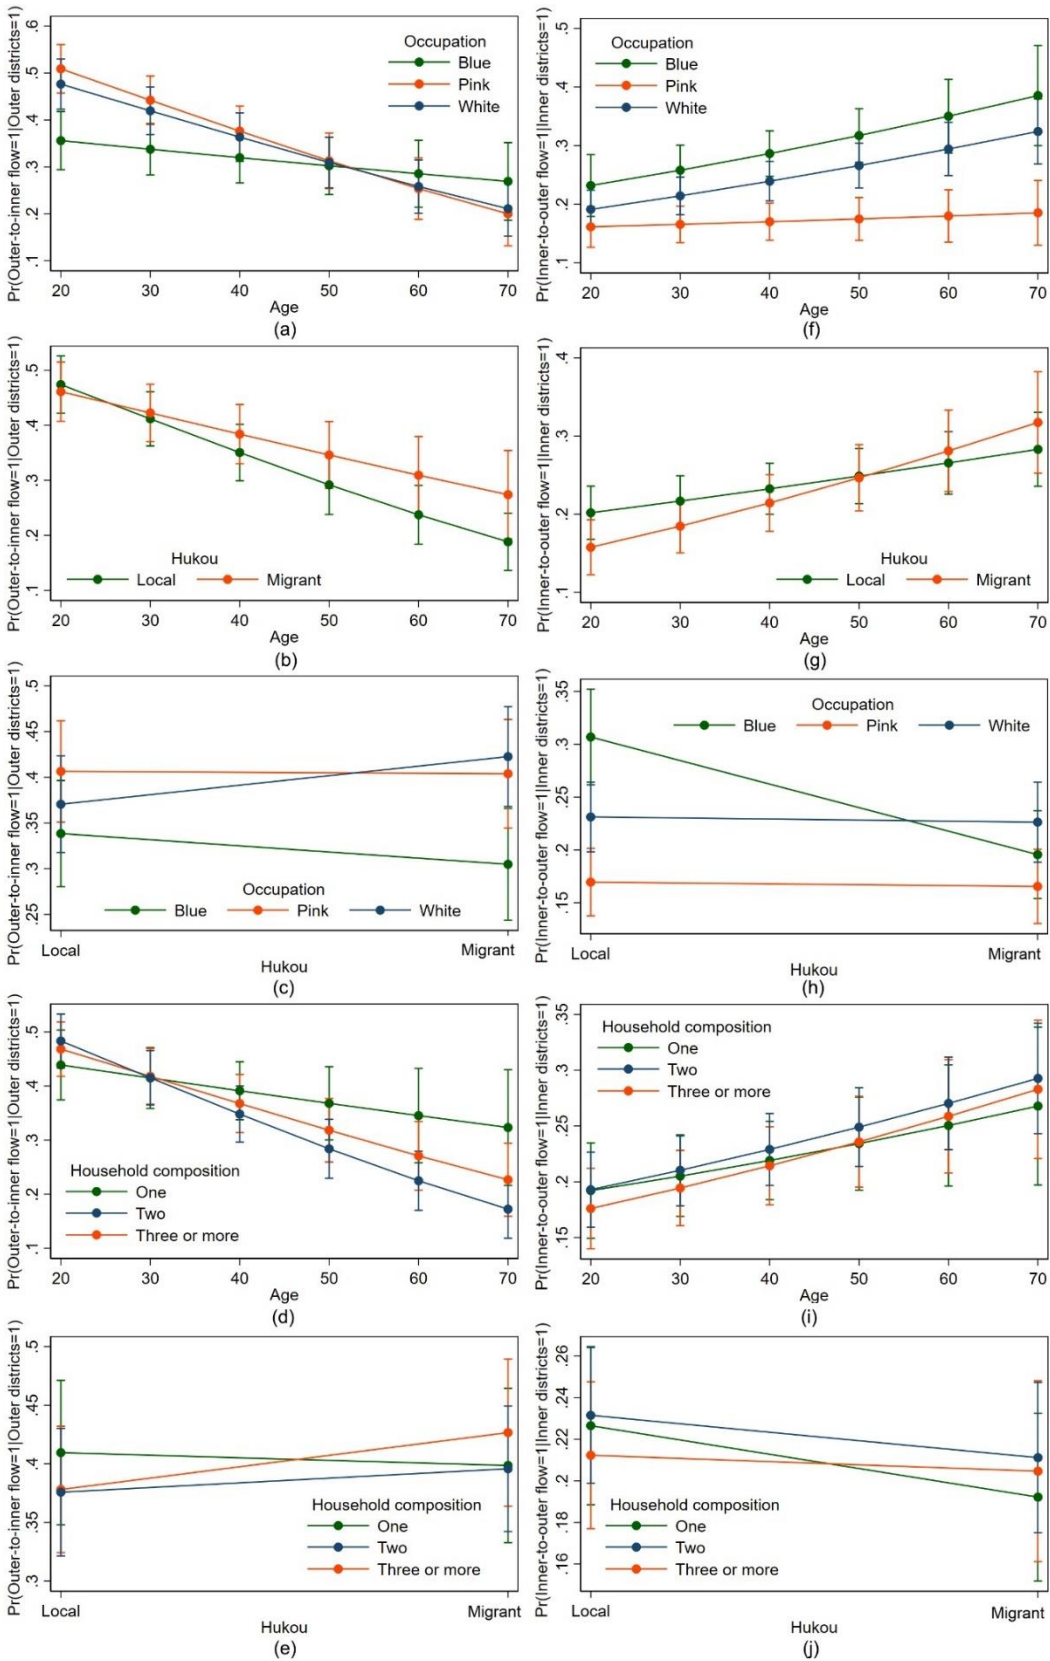 Pr(Outer-to-inner flow=1|Outer districts=1)
.6
.5
.4
.3
.2
.1
Occupation
Blue
Pink
White
20 30 40 50 60 70
Age
(a)
Pr(Inner-to-outer flow=1||Inner districts=1)
.5
.4
.3
.2
.1
Occupation
Blue
Pink
White
20 30 40 50 60 70
Age
(f)
Pr(Outer-to-inner flow=1|Outer districts=1)
.5
.4
.3
.2
.1
Hukou
Local Migrant
20 30 40 50 60 70
Age
(b)
Pr(Inner-to-outer flow=1||Inner districts=1)
.4
.3
.2
.1
Hukou
Local Migrant
20 30 40 50 60 70
Age
(g)
Pr(Outer-to-inner flow=1|Outer districts=1)
.5
.45
.4
.35
.3
.25
Occupation
Blue Pink White
Local Migrant
Hukou
(c)
Pr(Inner-to-outer flow=1||Inner districts=1)
.35
.3
.25
.2
.15
Occupation
Blue Pink White
Local Migrant
Hukou
(h)
Pr(Outer-to-inner flow=1|Outer districts=1)
.5
.4
.3
.2
.1
Household composition
One
Two
Three or more
20 30 40 50 60 70
Age
(d)
Pr(Inner-to-outer flow=1||Inner districts=1)
.35
.3
.25
.2
.15
Household composition
One
Two
Three or more
20 30 40 50 60 70
Age
(i)
Pr(Outer-to-inner flow=1|Outer districts=1)
.5
.45
.4
.35
.3
Household composition
One
Two
Three or more
Local Migrant
Hukou
(e)
Pr(Inner-to-outer flow=1||Inner districts=1)
.26
.24
.22
.2
.18
.16
Household composition
One
Two
Three or more
Local Migrant
Hukou
(j)